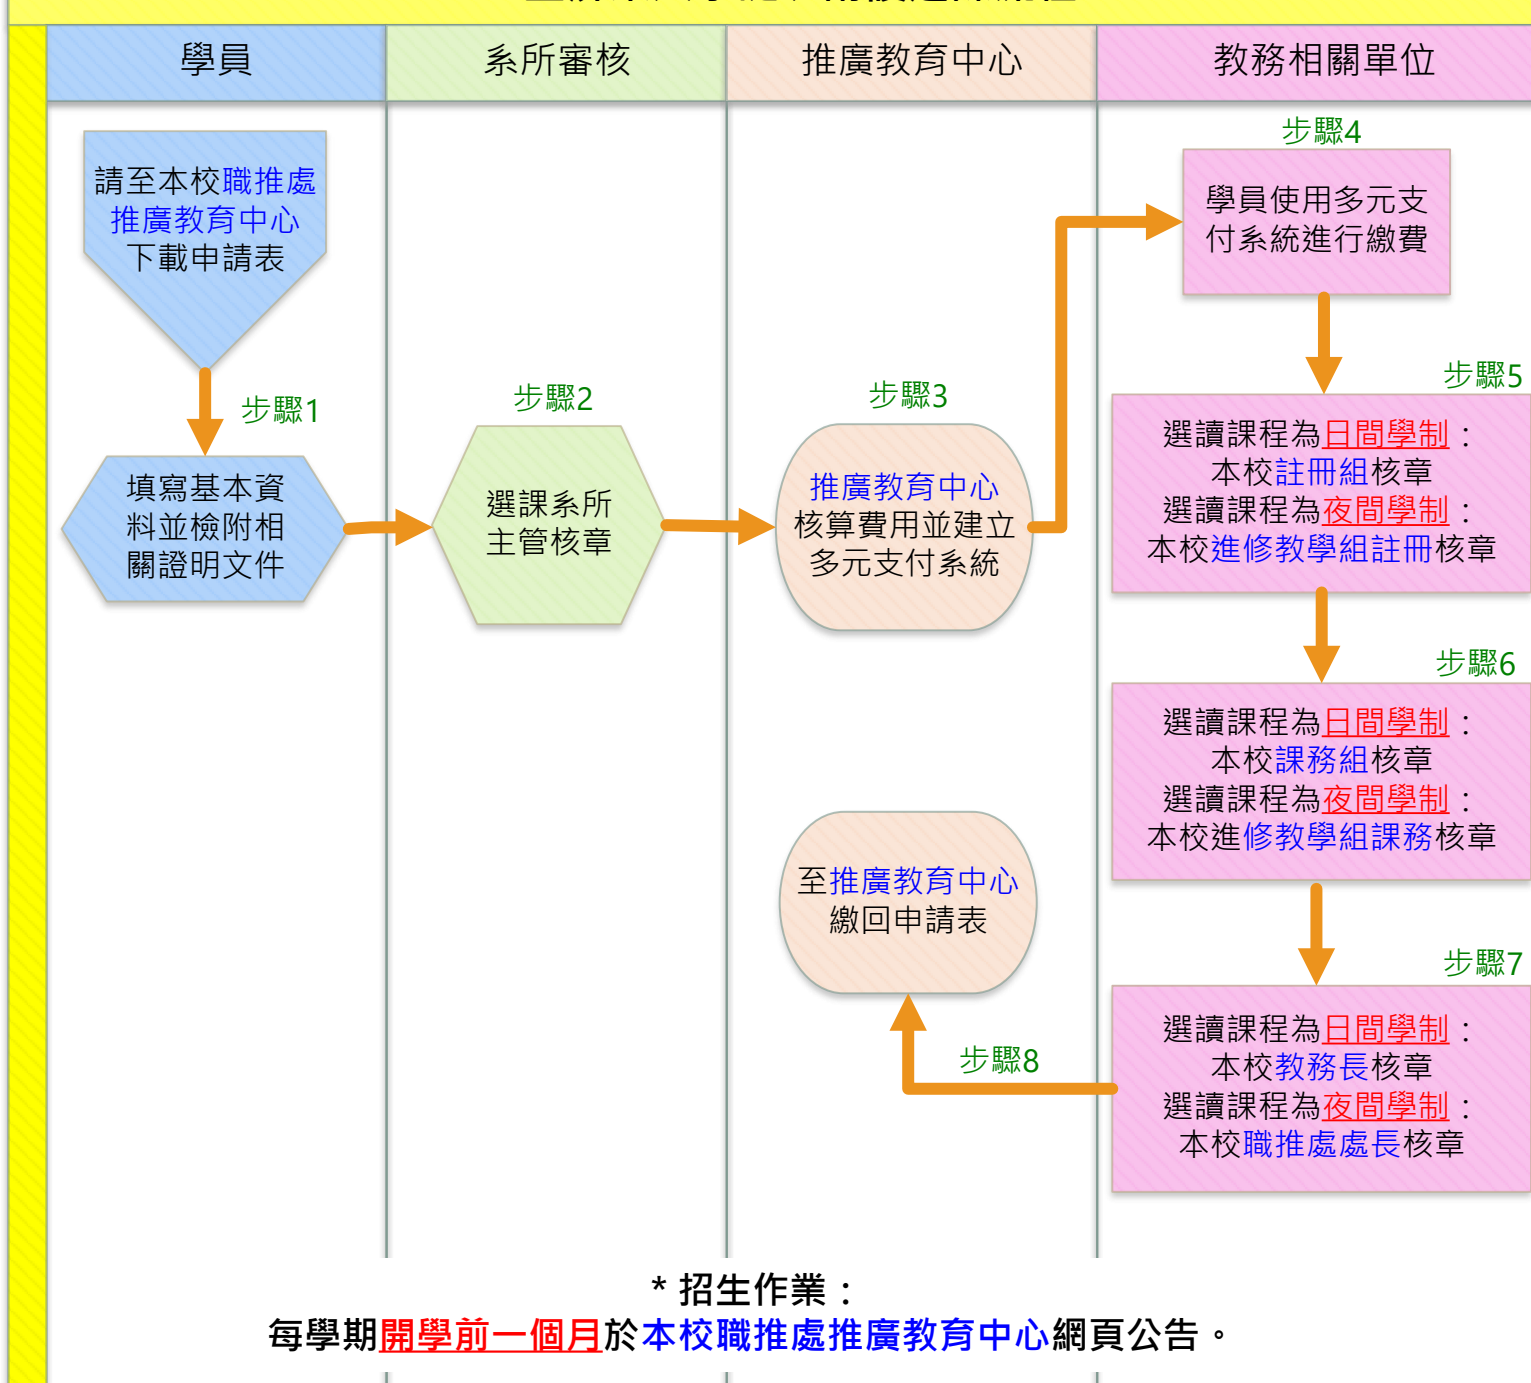 學員
系所審核
推廣教育中心
教務相關單位
請至本校職推處
推廣教育中心
下載申請表
步驟1
填寫基本資
料並檢附相
關證明文件
步驟2
選課系所
主管核章
步驟3
推廣教育中心
核算費用並建立
多元支付系統
步驟4
學員使用多元支
付系統進行繳費
步驟5
選讀課程為日間學制：
本校註冊組核章
選讀課程為夜間學制：
本校進修教學組註冊核章
步驟6
選讀課程為日間學制：
本校課務組核章
選讀課程為夜間學制：
本校進修教學組課務核章
步驟7
選讀課程為日間學制：
本校教務長核章
選讀課程為夜間學制：
本校職推處處長核章
步驟8
至推廣教育中心
繳回申請表
* 招生作業：
每學期開學前一個月於本校職推處推廣教育中心網頁公告。